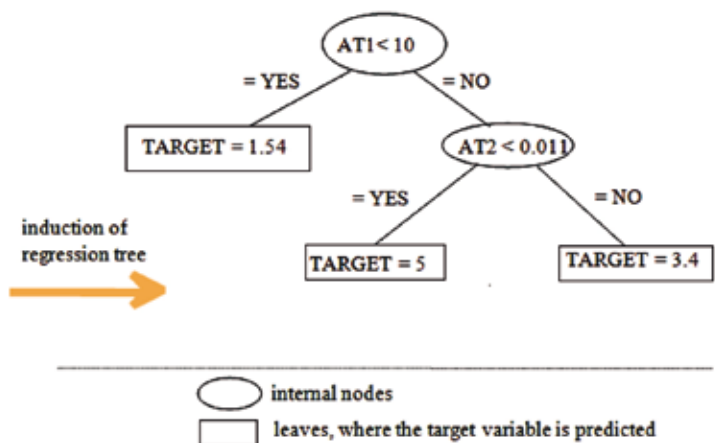 AT1< 10
= YES
= NO
TARGET = 1.54
AT2 < 0.011
= YES
= NO
induction of
regression tree
TARGET = 5
TARGET = 3.4
internal nodes
leaves, where the target variable is predicted